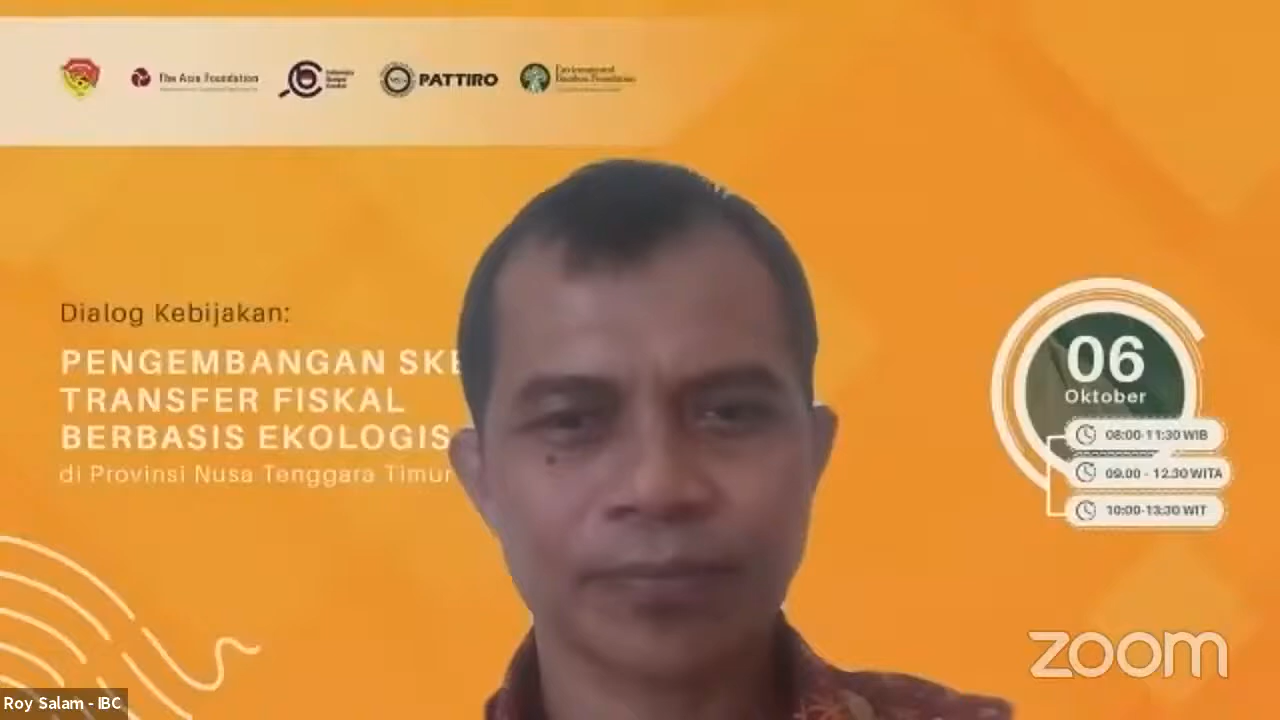 The Asia Foundation
PATTIRO
Dialog Kebijakan:
PENGEMBANGAN SKE
TRANSFER FISKAL
BERBASIS EKOLOGIS
di Provinsi Nusa Tenggara Timur
06
Oktober
08:00-11:30 WIB
09.00 - 12.30 WITA
10:00-13:30 WIT
zoom
Roy Salam - IBC